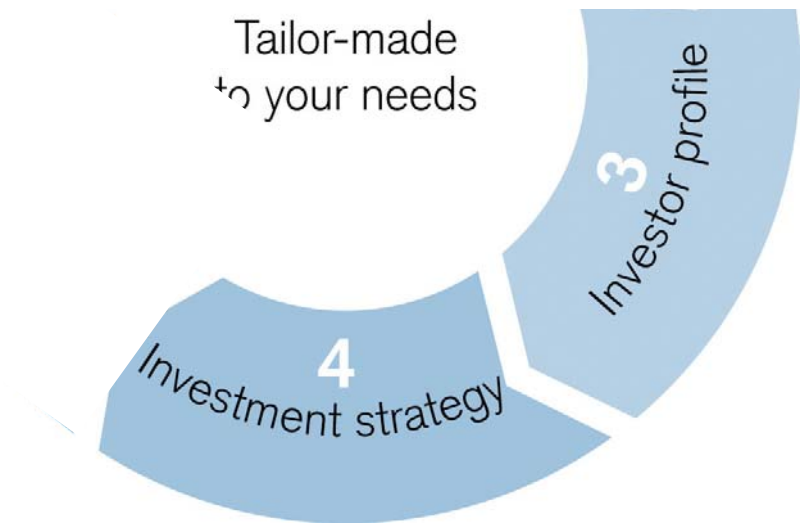 Tailor-made
to your needs
3
Investor profile
4
Investment strategy